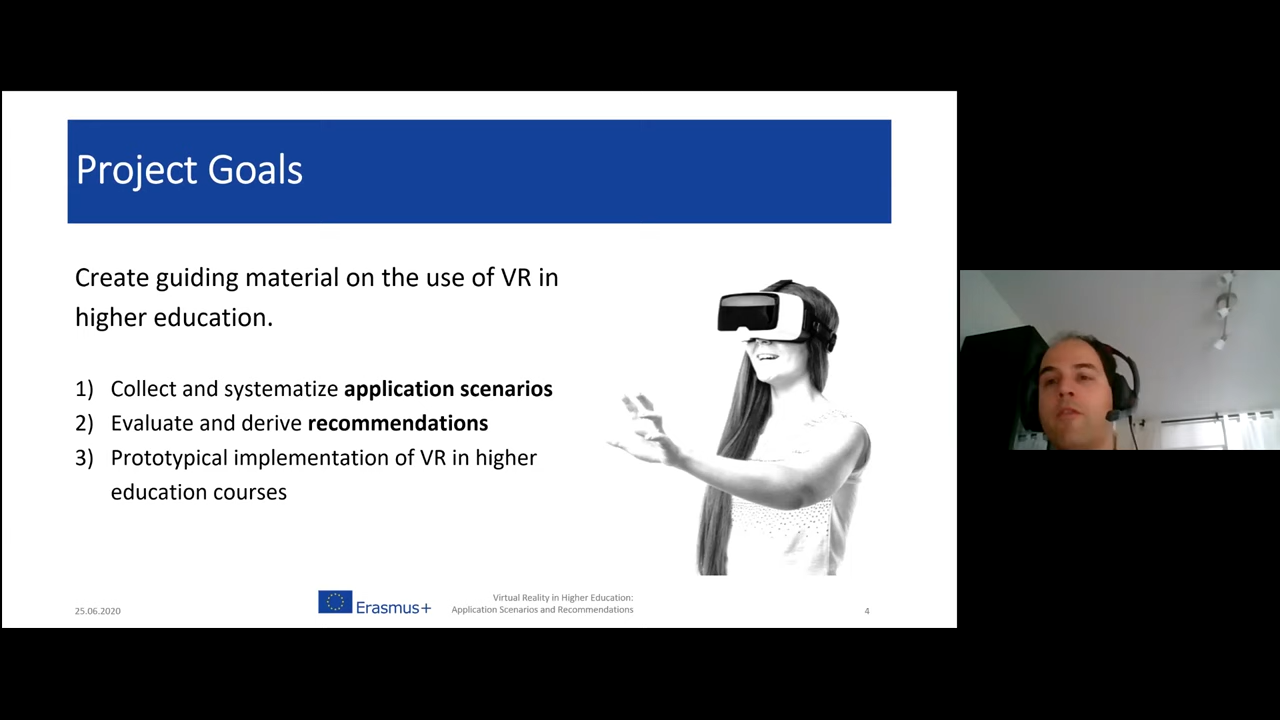 Project Goals
Create guiding material on the use of VR in
higher education.
1) Collect and systematize application scenarios
2) Evaluate and derive recommendations
3) Prototypical implementation of VR in higher
education courses
25.06.2020
Erasmus+
Virtual Reality in Higher Education:
Application Scenarios and Recommendations
4